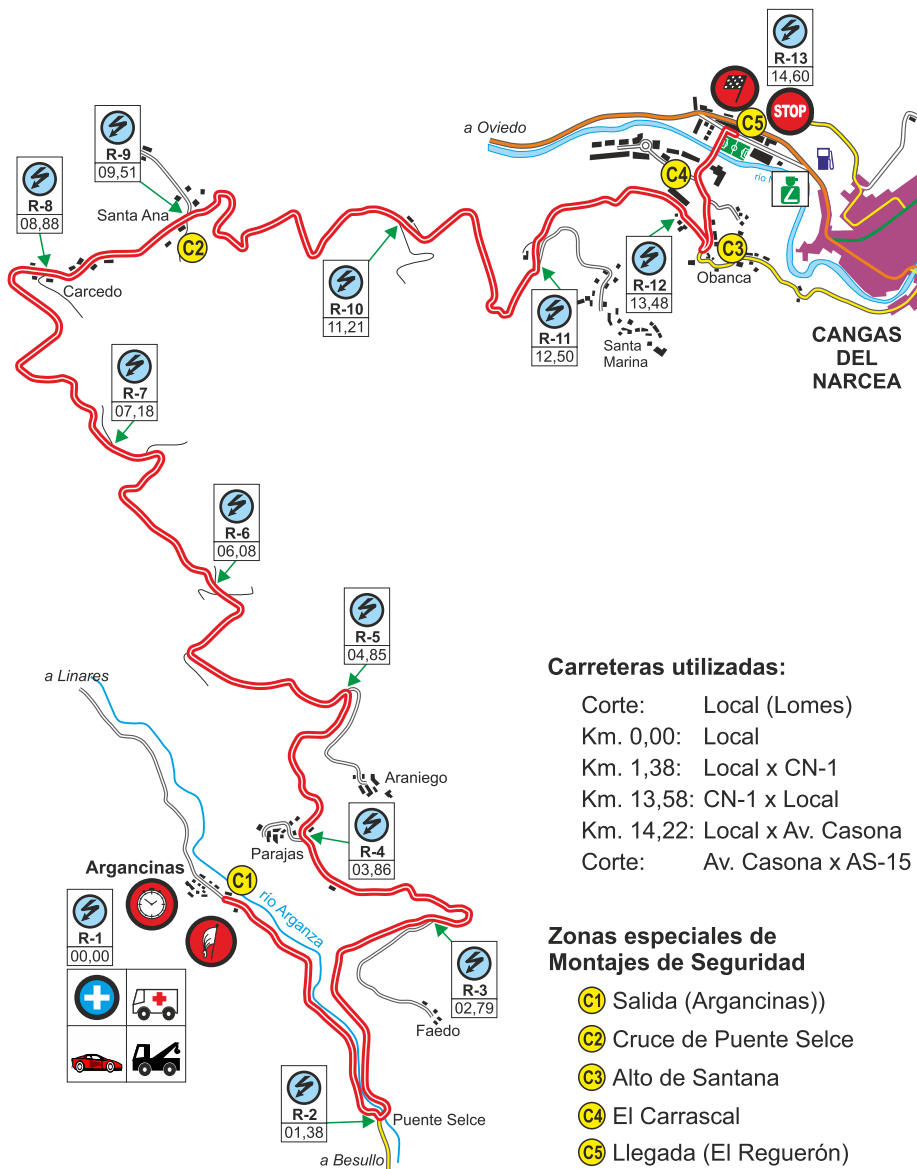 R-13
14,60
STOP
C5
a Oviedo
R-9
09,51
C4
río N
R-8
08,88
Santa Ana
C2
R-12
13,48
C3
Obanca
Carcedo
R-10
11,21
R-11
12,50
Santa
Marina
CANGAS
DEL
NARCEA
R-7
07,18
R-6
06,08
R-5
04,85
a Linares
Araniego
Parajas
R-4
03,86
Argancinas
C1
río Arganza
R-1
00,00
R-3
02,79
Faedo
R-2
01,38
Puente Selce
a Besullo
Carreteras utilizadas:
Corte: Local (Lomes)
Km. 0,00: Local
Km. 1,38: Local x CN-1
Km. 13,58: CN-1 x Local
Km. 14,22: Local x Av. Casona
Corte: Av. Casona x AS-15
Zonas especiales de
Montajes de Seguridad
C1 Salida (Argancinas))
C2 Cruce de Puente Selce
C3 Alto de Santana
C4 El Carrascal
C5 Llegada (El Reguerón)